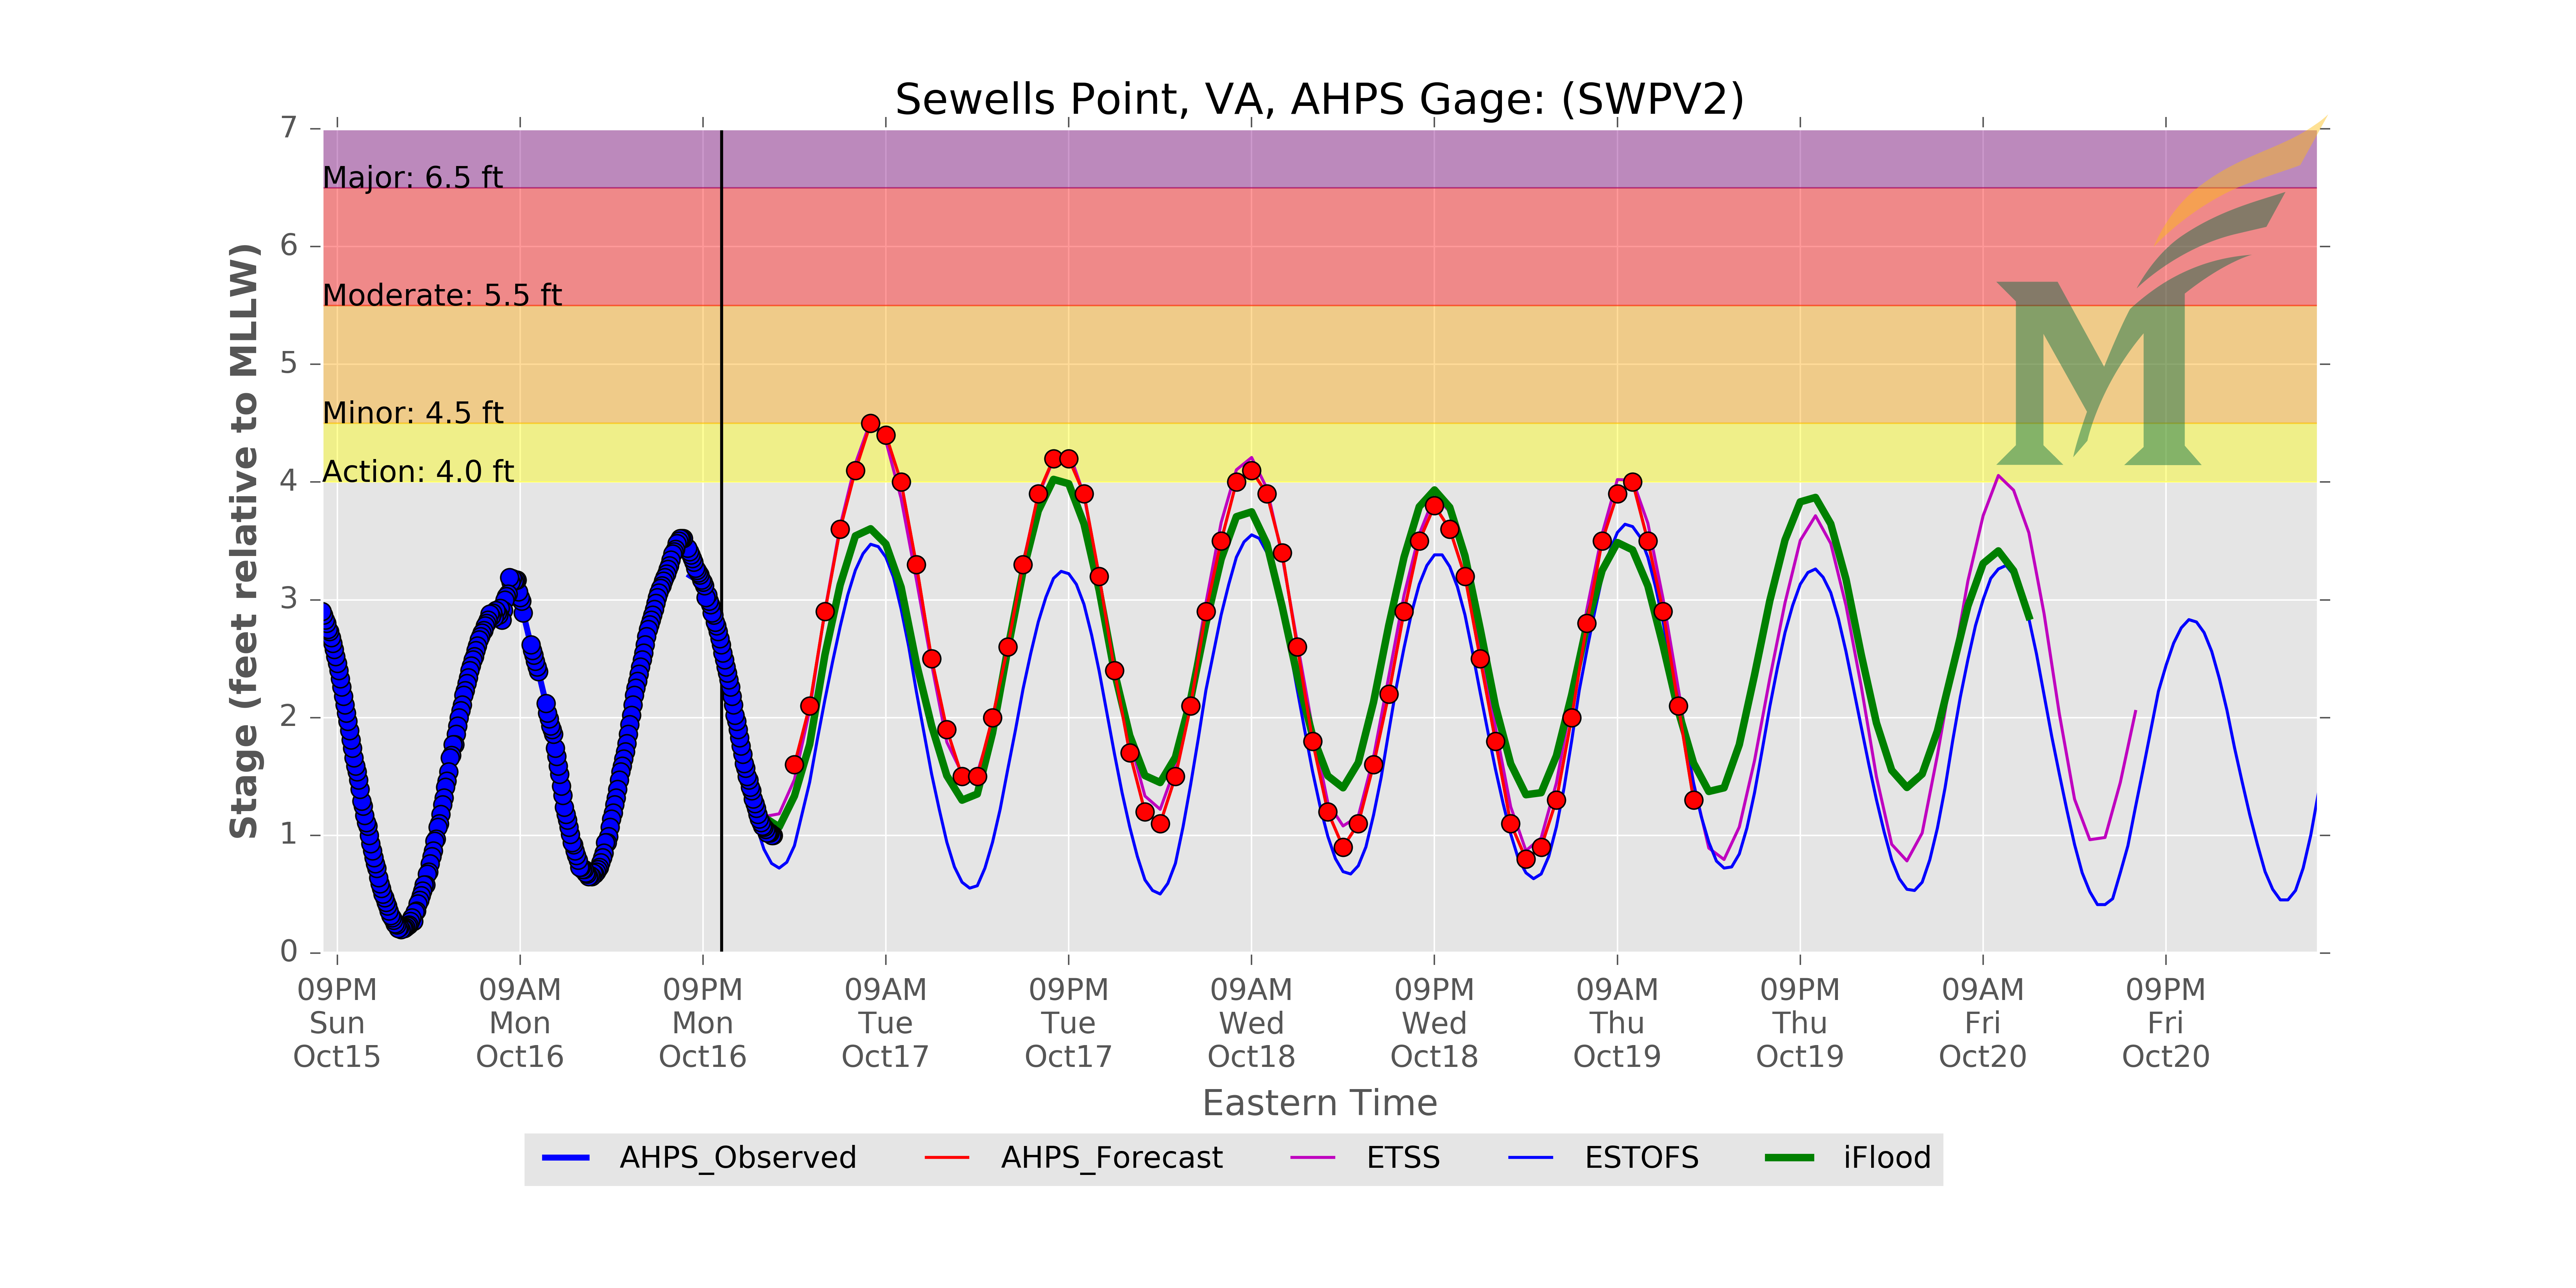 Sewells Point, VA, AHPS Gage: (SWPV2)
Stage (feet relative to MLLW)
7
6
5
4
3
2
1
0
Major: 6.5 ft
Moderate: 5.5 ft
Minor: 4.5 ft
Action: 4.0 ft
M
09PM 09AM 09PM 09AM 09PM 09AM 09PM 09AM 09PM 09AM 09PM
Sun Mon Mon Tue Tue Wed Wed Thu Thu Fri Fri
Oct15 Oct16 Oct16 Oct17 Oct17 Oct18 Oct18 Oct19 Oct19 Oct20 Oct20
Eastern Time
AHPS_Observed AHPS_Forecast ETSS ESTOFS iFlood